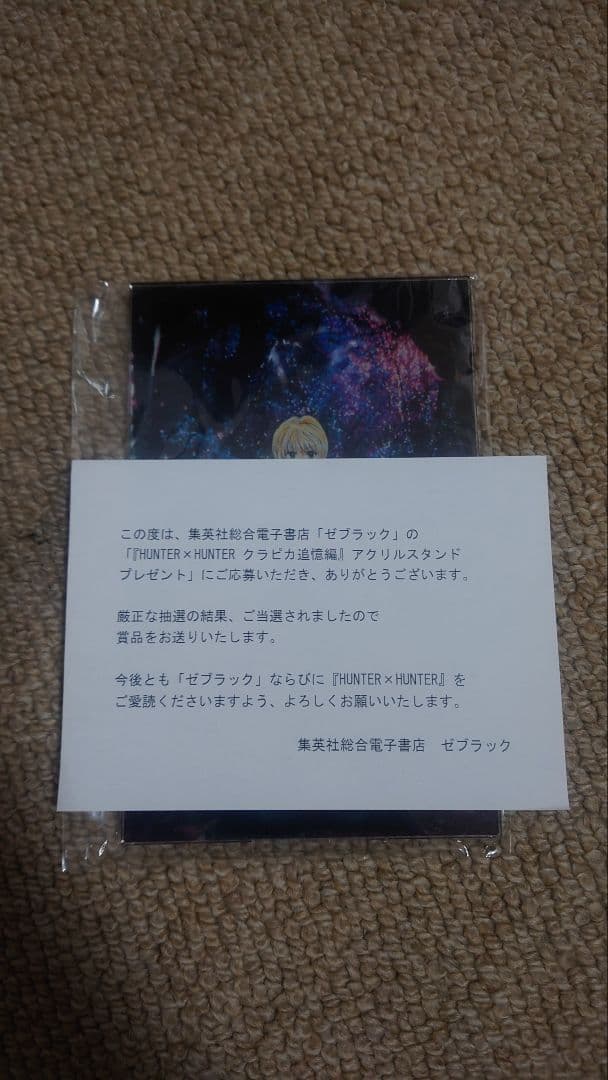 この度は、集英社総合電子書店「ゼブラック」の
「『HUNTER×HUNTER クラピカ追憶編』アクリルスタンド
プレゼント」にご応募いただき、ありがとうございます。
厳正な抽選の結果、ご当選されましたので
賞品をお送りいたします。
今後とも「ゼブラック」ならびに『HUNTER×HUNTER』を
ご愛読くださいますよう、よろしくお願いいたします。
集英社総合電子書店　ゼブラック